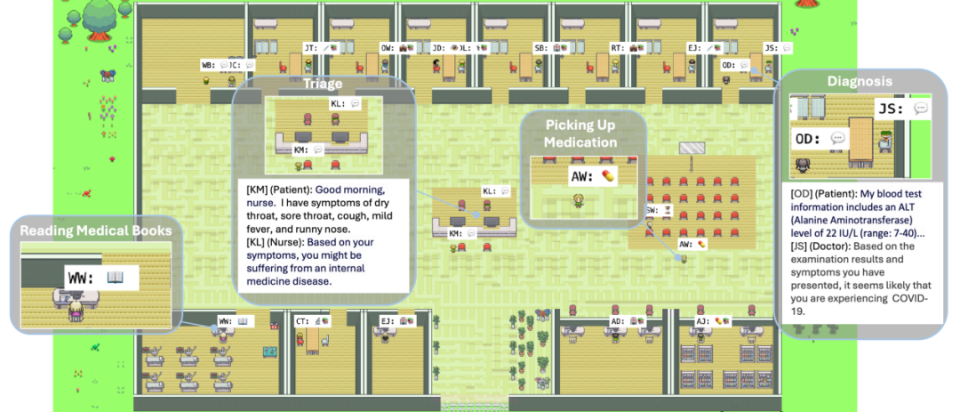 JT:
OW:
JD:
SB:
RT:
EJ:
JS:
WB:
OD:
Triage
KL:
KM:
[KM] (Patient): Good morning,
nurse. I have symptoms of dry
throat, sore throat, cough, mild
fever, and runny nose.
[KL] (Nurse): Based on your
symptoms, you might be
suffering from an internal
medicine disease.
Picking Up
Medication
AW:
Diagnosis
JS:
OD:
[OD] (Patient): My blood test
information includes an ALT
(Alanine Aminotransferase)
level of 22 IU/L (range: 7-40)...
[JS] (Doctor): Based on the
examination results and
symptoms you have
presented, it seems likely that
you are experiencing COVID-
19.
KL:
KM:
SW:
AW:
Reading Medical Books
WW:
WW:
CT:
EJ:
AD:
AJ: